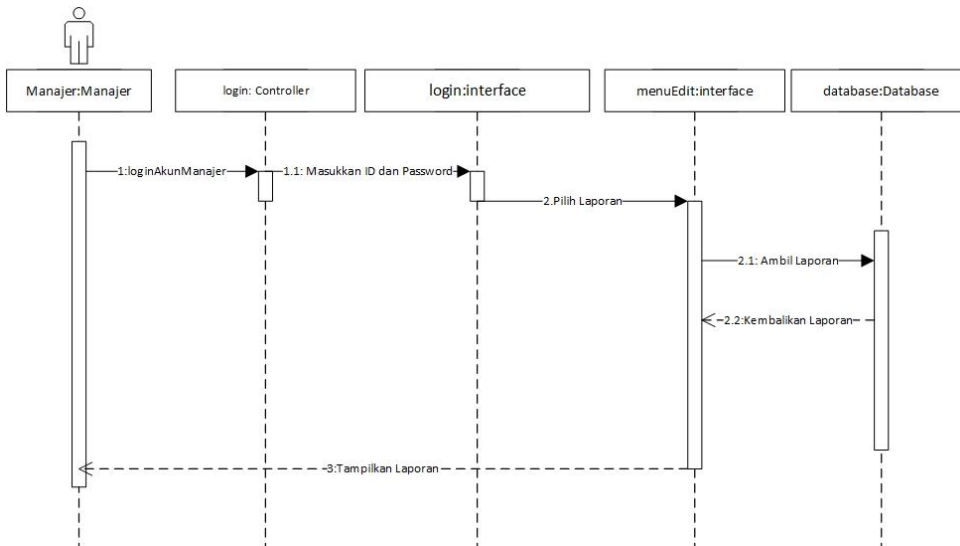 Manajer:Manajer
login: Controller
login:interface
menuEdit:interface
database:Database
1:loginAkunManajer
1.1: Masukkan ID dan Password
2.Pilih Laporan
2.1: Ambil Laporan
2.2:Kembalikan Laporan
3:Tampilkan Laporan